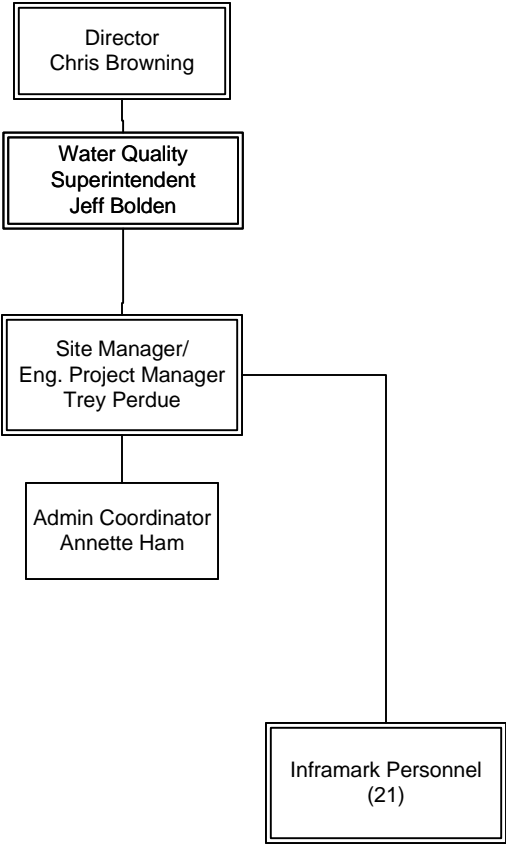 Director
Chris Browning
Water Quality
Superintendent
Jeff Bolden
Site Manager/
Eng. Project Manager
Trey Perdue
Admin Coordinator
Annette Ham
Inframark Personnel
(21)